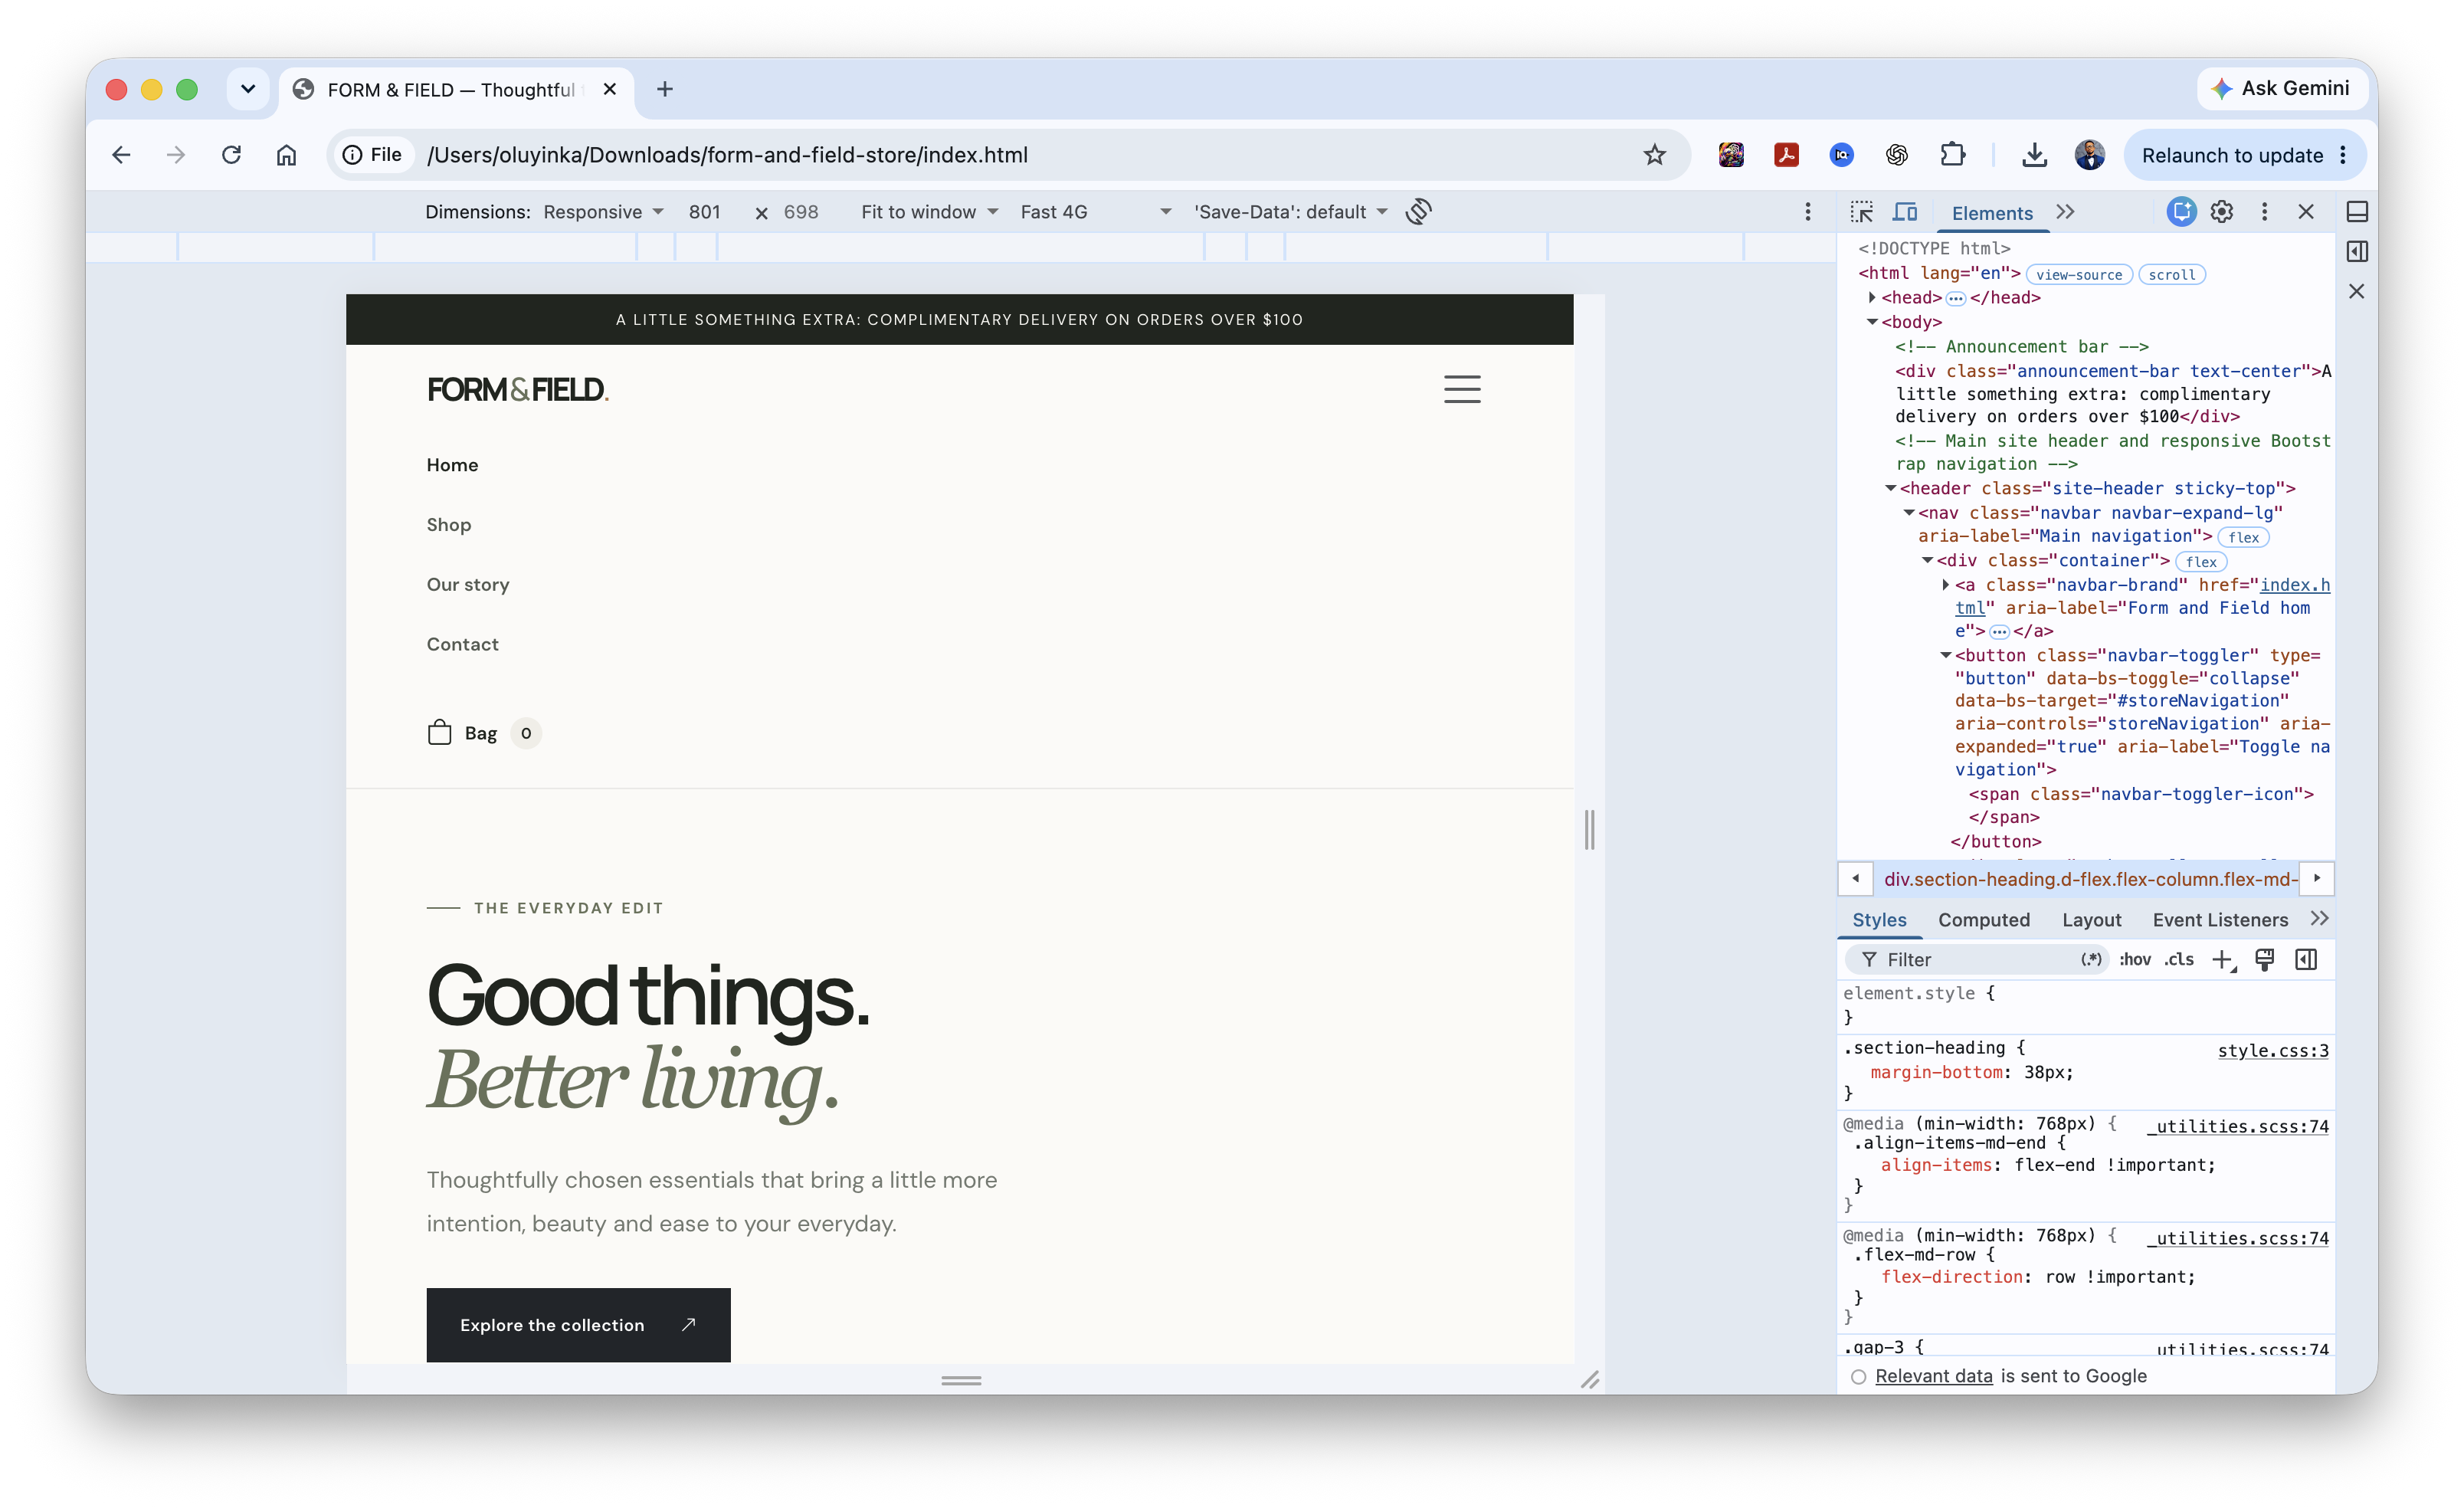 FORM & FIELD — Thoughtful
Ask Gemini
File
/Users/oluyinka/Downloads/form-and-field-store/index.html
Relaunch to update
Dimensions: Responsive 801 × 698 Fit to window Fast 4G 'Save-Data': default
Elements
A LITTLE SOMETHING EXTRA: COMPLIMENTARY DELIVERY ON ORDERS OVER $100
FORM&FIELD.
Home
Shop
Our story
Contact
Bag 0
THE EVERYDAY EDIT
Good things.
Better living.
Thoughtfully chosen essentials that bring a little more
intention, beauty and ease to your everyday.
Explore the collection
<!DOCTYPE html>
<html lang="en"> view-source scroll
<head> ••• </head>
<body>
<!-- Announcement bar -->
<div class="announcement-bar text-center">A
little something extra: complimentary
delivery on orders over $100</div>
<!-- Main site header and responsive Bootst
rap navigation -->
<header class="site-header sticky-top">
<nav class="navbar navbar-expand-lg"
aria-label="Main navigation"> flex
<div class="container"> flex
<a class="navbar-brand" href="index.h
tml" aria-label="Form and Field hom
e"> ••• </a>
<button class="navbar-toggler" type=
"button" data-bs-toggle="collapse"
data-bs-target="#storeNavigation"
aria-controls="storeNavigation" aria-
expanded="true" aria-label="Toggle na
vigation">
<span class="navbar-toggler-icon">
</span>
</button>
div.section-heading.d-flex.flex-column.flex-md-
Styles Computed Layout Event Listeners
Filter (.*) :hov .cls
element.style {
}
.section-heading { style.css:3
margin-bottom: 38px;
}
@media (min-width: 768px) { _utilities.scss:74
.align-items-md-end {
align-items: flex-end !important;
}
}
@media (min-width: 768px) { _utilities.scss:74
.flex-md-row {
flex-direction: row !important;
}
}
.gap-3 { _utilities.scss:74
Relevant data is sent to Google